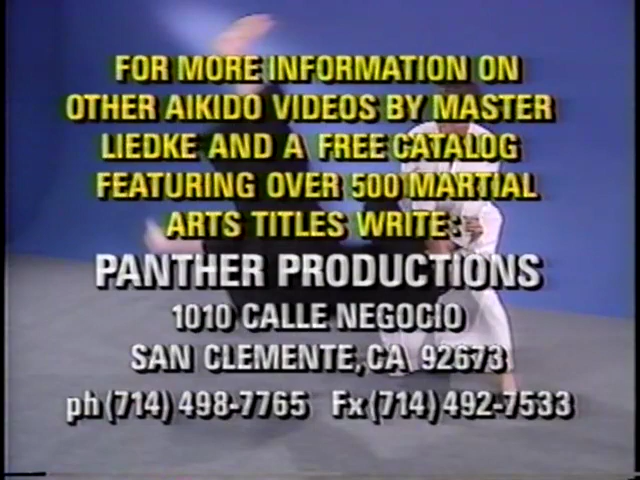 FOR MORE INFORMATION ON
OTHER AIKIDO VIDEOS BY MASTER
LIEDKE AND A FREE CATALOG
FEATURING OVER 500 MARTIAL
ARTS TITLES WRITE:
PANTHER PRODUCTIONS
1010 CALLE NEGOCIO
SAN CLEMENTE,CA 92673
ph (714) 498-7765 Fx (714) 492-7533